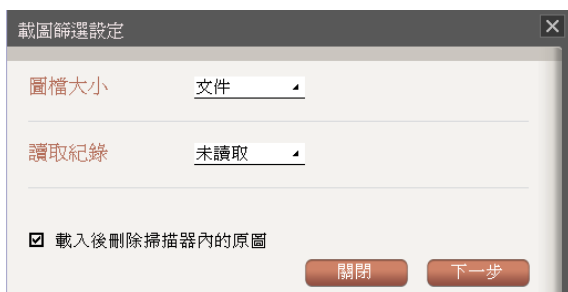 載圖篩選設定
圖檔大小 文件
讀取紀錄 未讀取
載入後刪除掃描器內的原圖
關閉 下一步